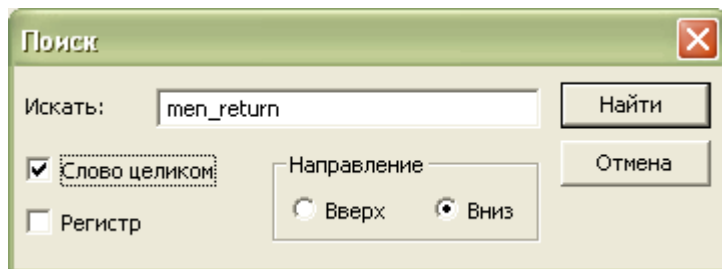 Поиск
Искать: men_return Найти
Слово целиком Направление Отмена
Регистр Вверх Вниз